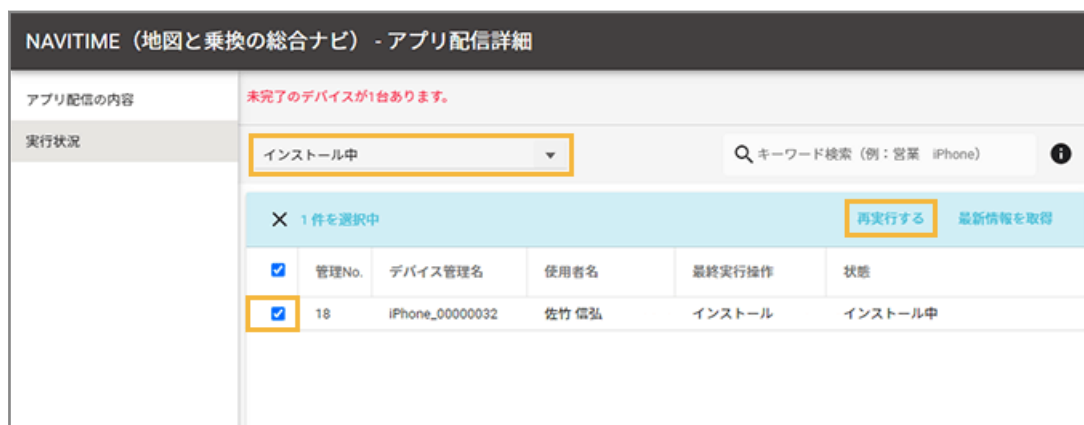 NAVITIME（地図と乗換の総合ナビ） - アプリ配信詳細
アプリ配信の内容
未完了のデバイスが1台あります。
実行状況
インストール中
キーワード検索（例：営業 iPhone）
1 件を選択中
再実行する
最新情報を取得
管理No. デバイス管理名 使用者名 最終実行操作 状態
18 iPhone_00000032 佐竹 信弘 インストール インストール中